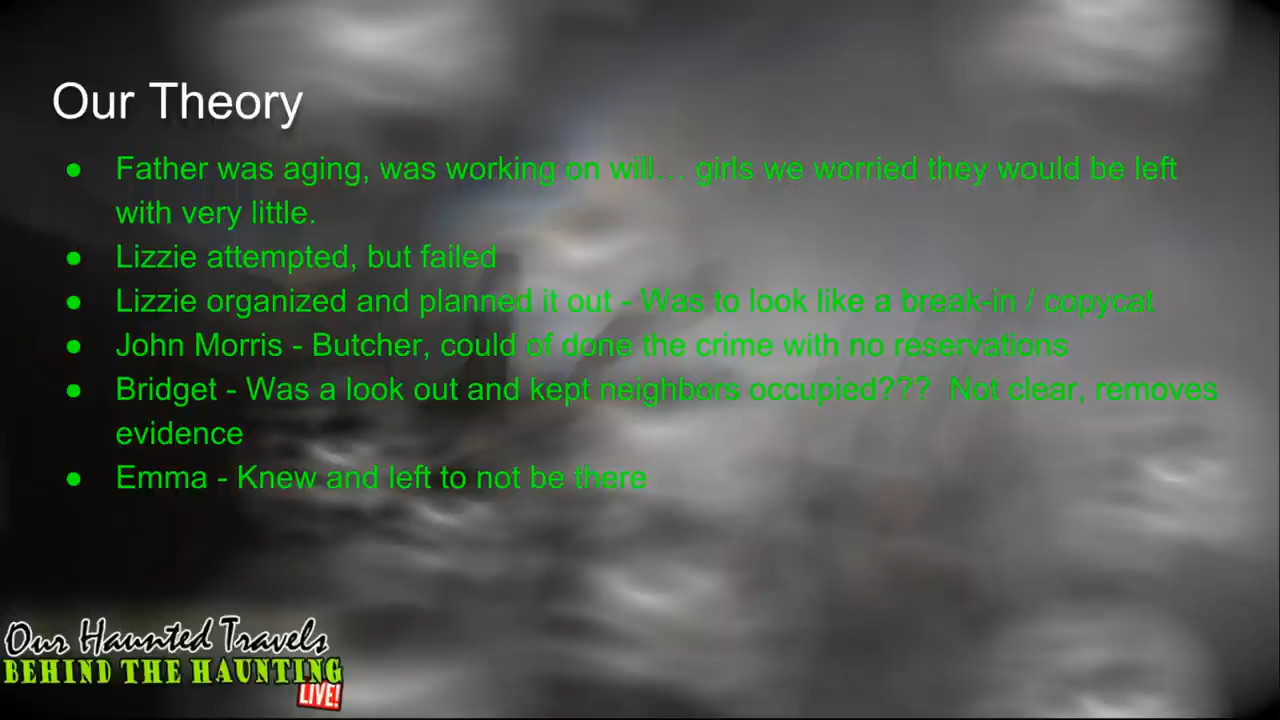 Our Theory
● Father was aging, was working on will... girls we worried they would be left
with very little.
● Lizzie attempted, but failed
● Lizzie organized and planned it out - Was to look like a break-in / copycat
● John Morris - Butcher, could of done the crime with no reservations
● Bridget - Was a look out and kept neighbors occupied??? Not clear, removes
evidence
● Emma - Knew and left to not be there
Our Haunted Travels
BEHIND THE HAUNTING
LIVE!